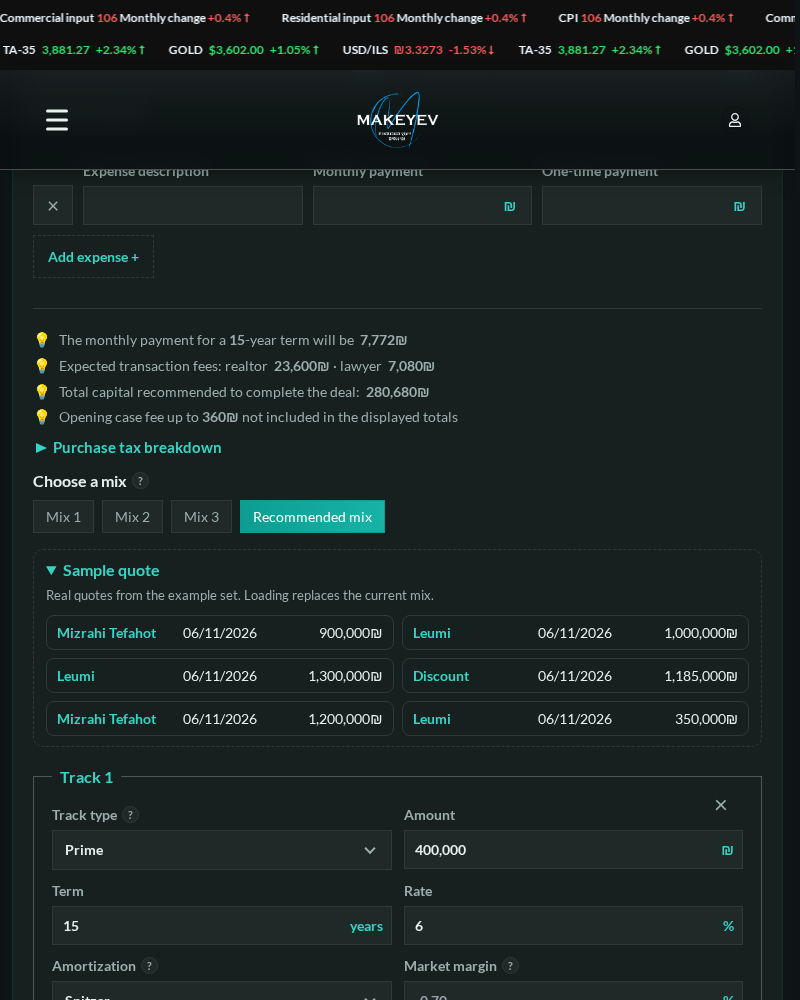 Commercial input 106 Monthly change +0.4% ↑ Residential input 106 Monthly change +0.4% ↑ CPI 106 Monthly change +0.4% ↑ Comm
TA-35 3,881.27 +2.34% ↑ GOLD $3,602.00 +1.05% ↑ USD/ILS ₪3.3273 -1.53% ↓ TA-35 3,881.27 +2.34% ↑ GOLD $3,602.00 +1
MAKEYEV
Expense description Monthly payment One-time payment
× ₪ ₪
Add expense +
💡 The monthly payment for a 15-year term will be 7,772₪
💡 Expected transaction fees: realtor 23,600₪ · lawyer 7,080₪
💡 Total capital recommended to complete the deal: 280,680₪
💡 Opening case fee up to 360₪ not included in the displayed totals
▶ Purchase tax breakdown
Choose a mix ?
Mix 1 Mix 2 Mix 3 Recommended mix
▼ Sample quote
Real quotes from the example set. Loading replaces the current mix.
Mizrahi Tefahot 06/11/2026 900,000₪ Leumi 06/11/2026 1,000,000₪
Leumi 06/11/2026 1,300,000₪ Discount 06/11/2026 1,185,000₪
Mizrahi Tefahot 06/11/2026 1,200,000₪ Leumi 06/11/2026 350,000₪
Track 1
×
Track type ? Amount
Prime 400,000 ₪
Term Rate
15 years 6 %
Amortization ? Market margin ?
Spitzer -0.70 %